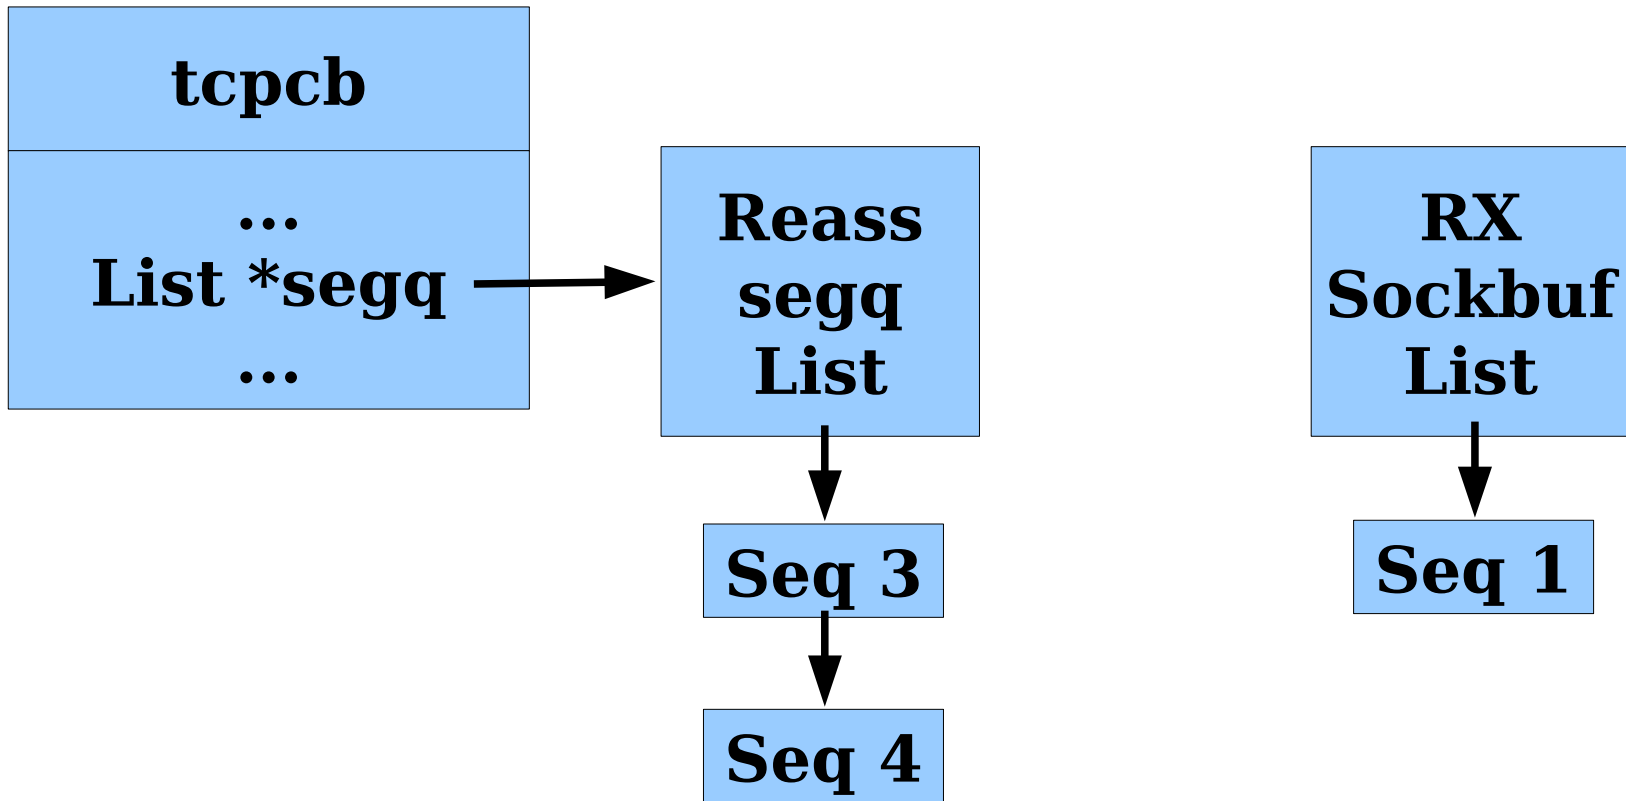 tcpcb
...
List *segq
...
Reass
segq
List
Seq 3
Seq 4
RX
Sockbuf
List
Seq 1